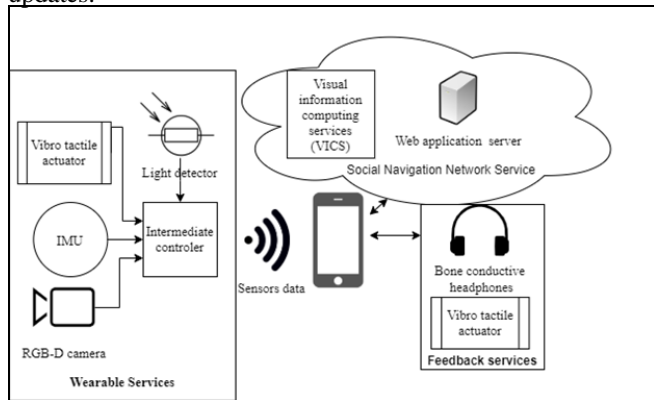 updates.
Visual
information
computing
services
(VICS)
Web application server
Social Navigation Network Service
Vibro tactile
actuator
Light detector
IMU
Intermediate
controler
Sensors data
RGB-D camera
Wearable Services
Bone conductive
headphones
Vibro tactile
actuator
Feedback services